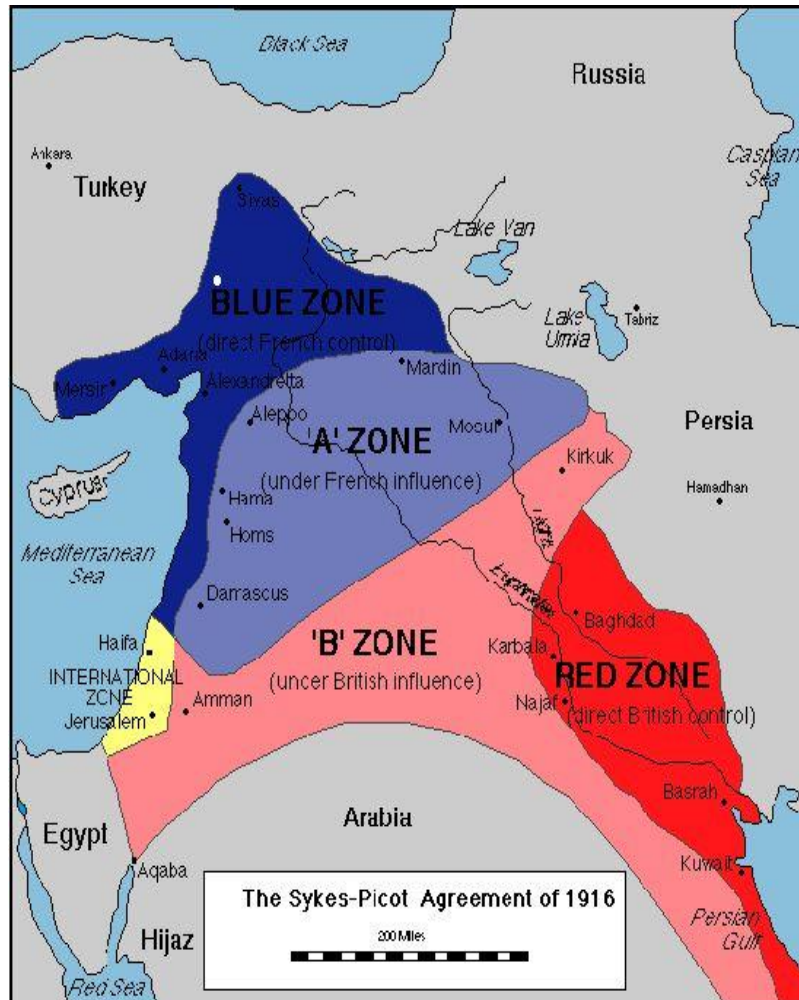 Black Sea
Russia
Ankara
Turkey
Caspian
Sea
Sivas
Lake Van
BLUE ZONE
(direct French control)
Lake
Urmia
Tabriz
Adana
Mersin
Alexandretta
Mardin
Aleppo
Mosul
Persia
'A' ZONE
(under French influence)
Kirkuk
Cyprus
Hama
Homs
Hamadhan
Mediterranean
Sea
Tigris
Euphrates
Damascus
Baghdad
Haifa
'B' ZONE
(uncer British influence)
Karbala
INTERNATIONAL
ZCNE
RED ZONE
(direct British control)
Amman
Najaf
Jerusalem
Basrah
Egypt
Arabia
Aqaba
Kuwait
The Sykes-Picot Agreement of 1916
200 Miles
Persian
Gulf
Hijaz
Red Sea